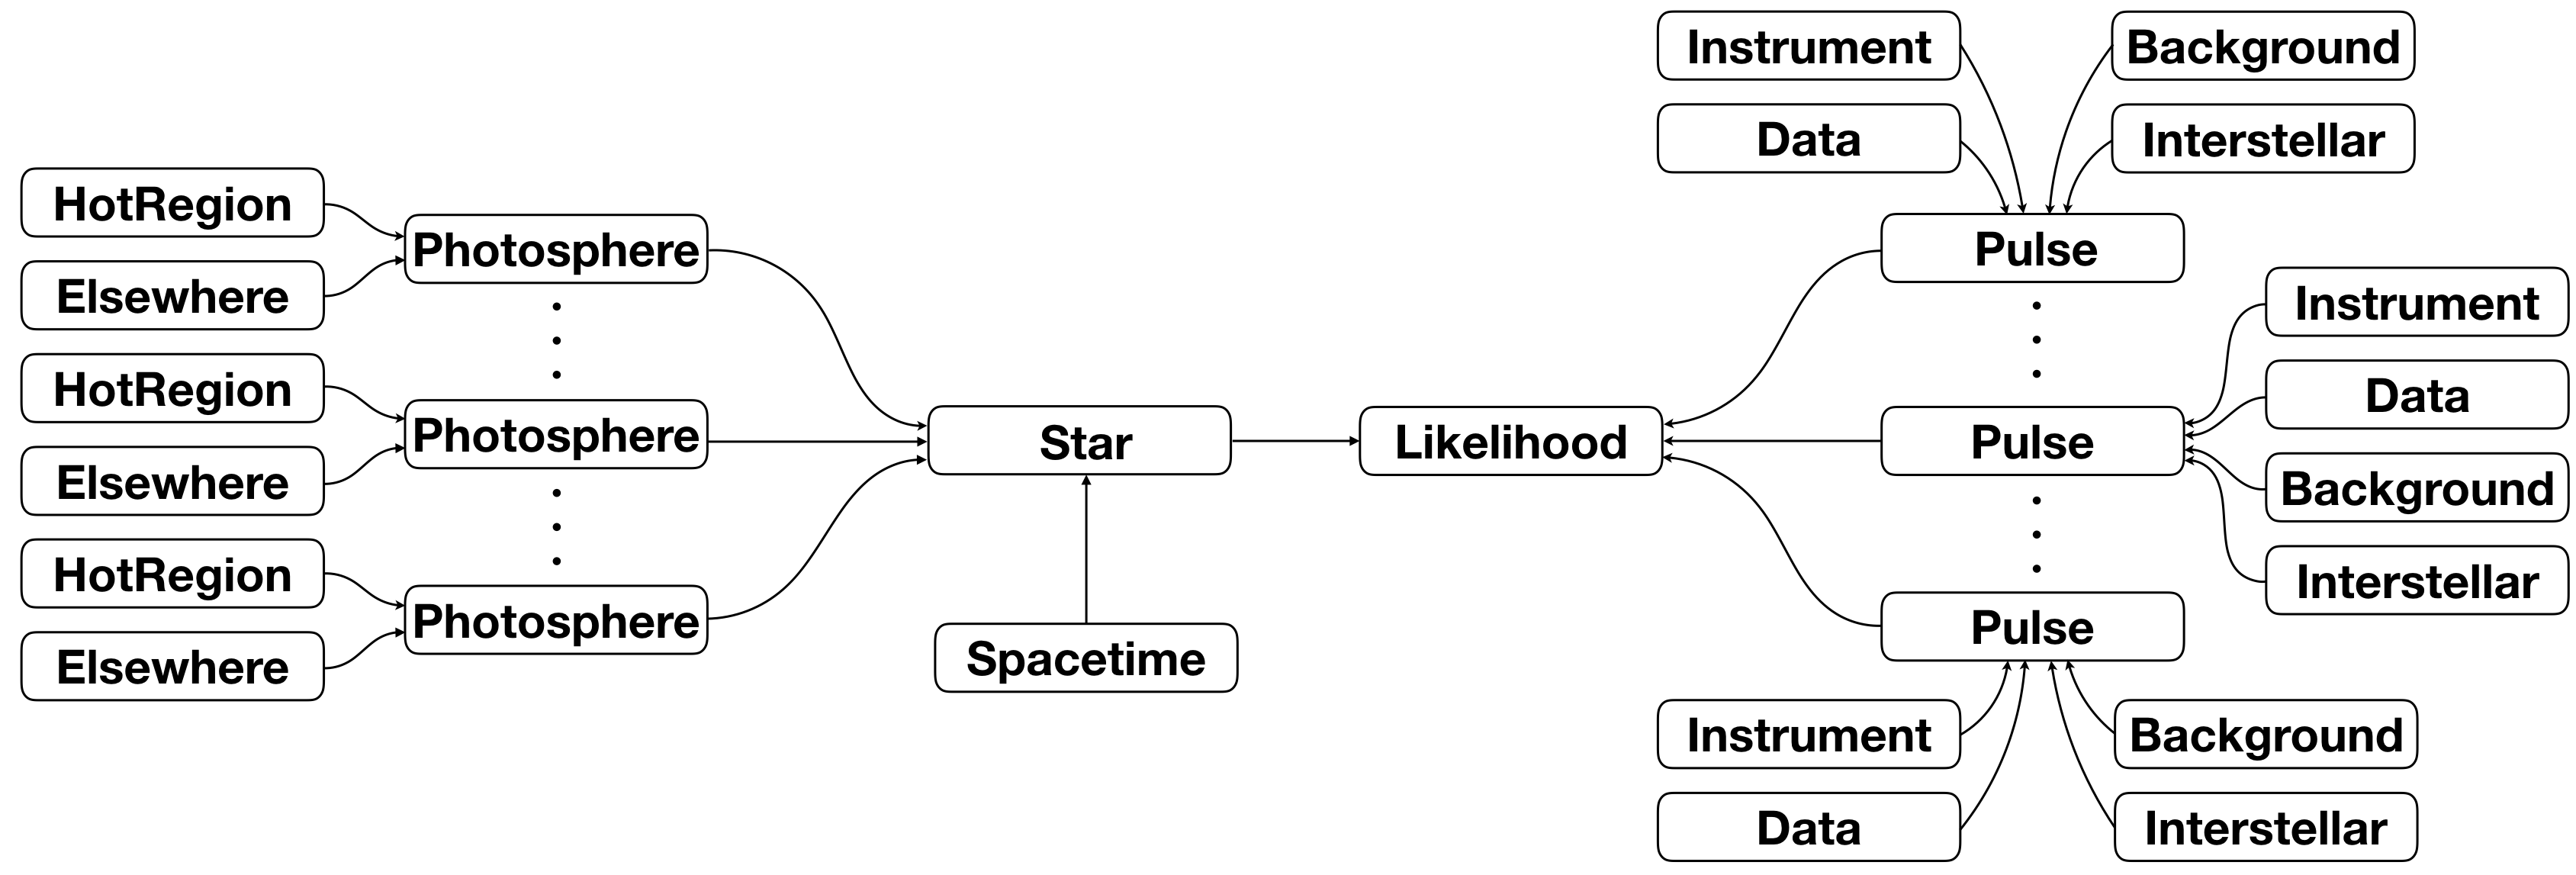 Instrument
Background
Data
Interstellar
HotRegion
Photosphere
Elsewhere
Pulse
Instrument
HotRegion
Photosphere
Elsewhere
Star
Likelihood
Pulse
Data
Background
HotRegion
Photosphere
Elsewhere
Spacetime
Pulse
Interstellar
Instrument
Background
Data
Interstellar